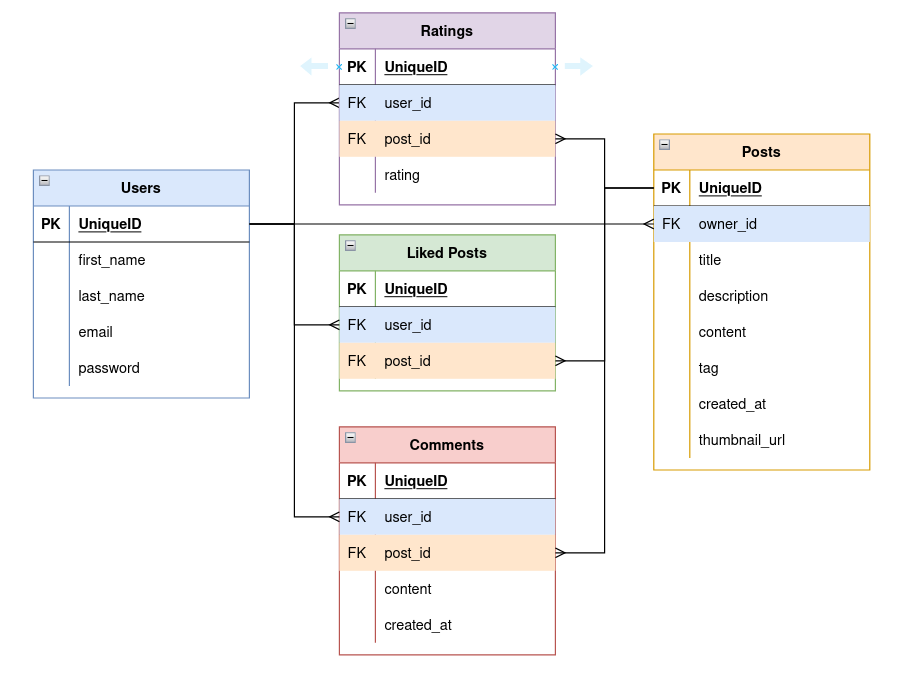 Ratings
PK UniqueID
FK user_id
FK post_id
rating
Users
PK UniqueID
first_name
last_name
email
password
Liked Posts
PK UniqueID
FK user_id
FK post_id
Comments
PK UniqueID
FK user_id
FK post_id
content
created_at
Posts
PK UniqueID
FK owner_id
title
description
content
tag
created_at
thumbnail_url